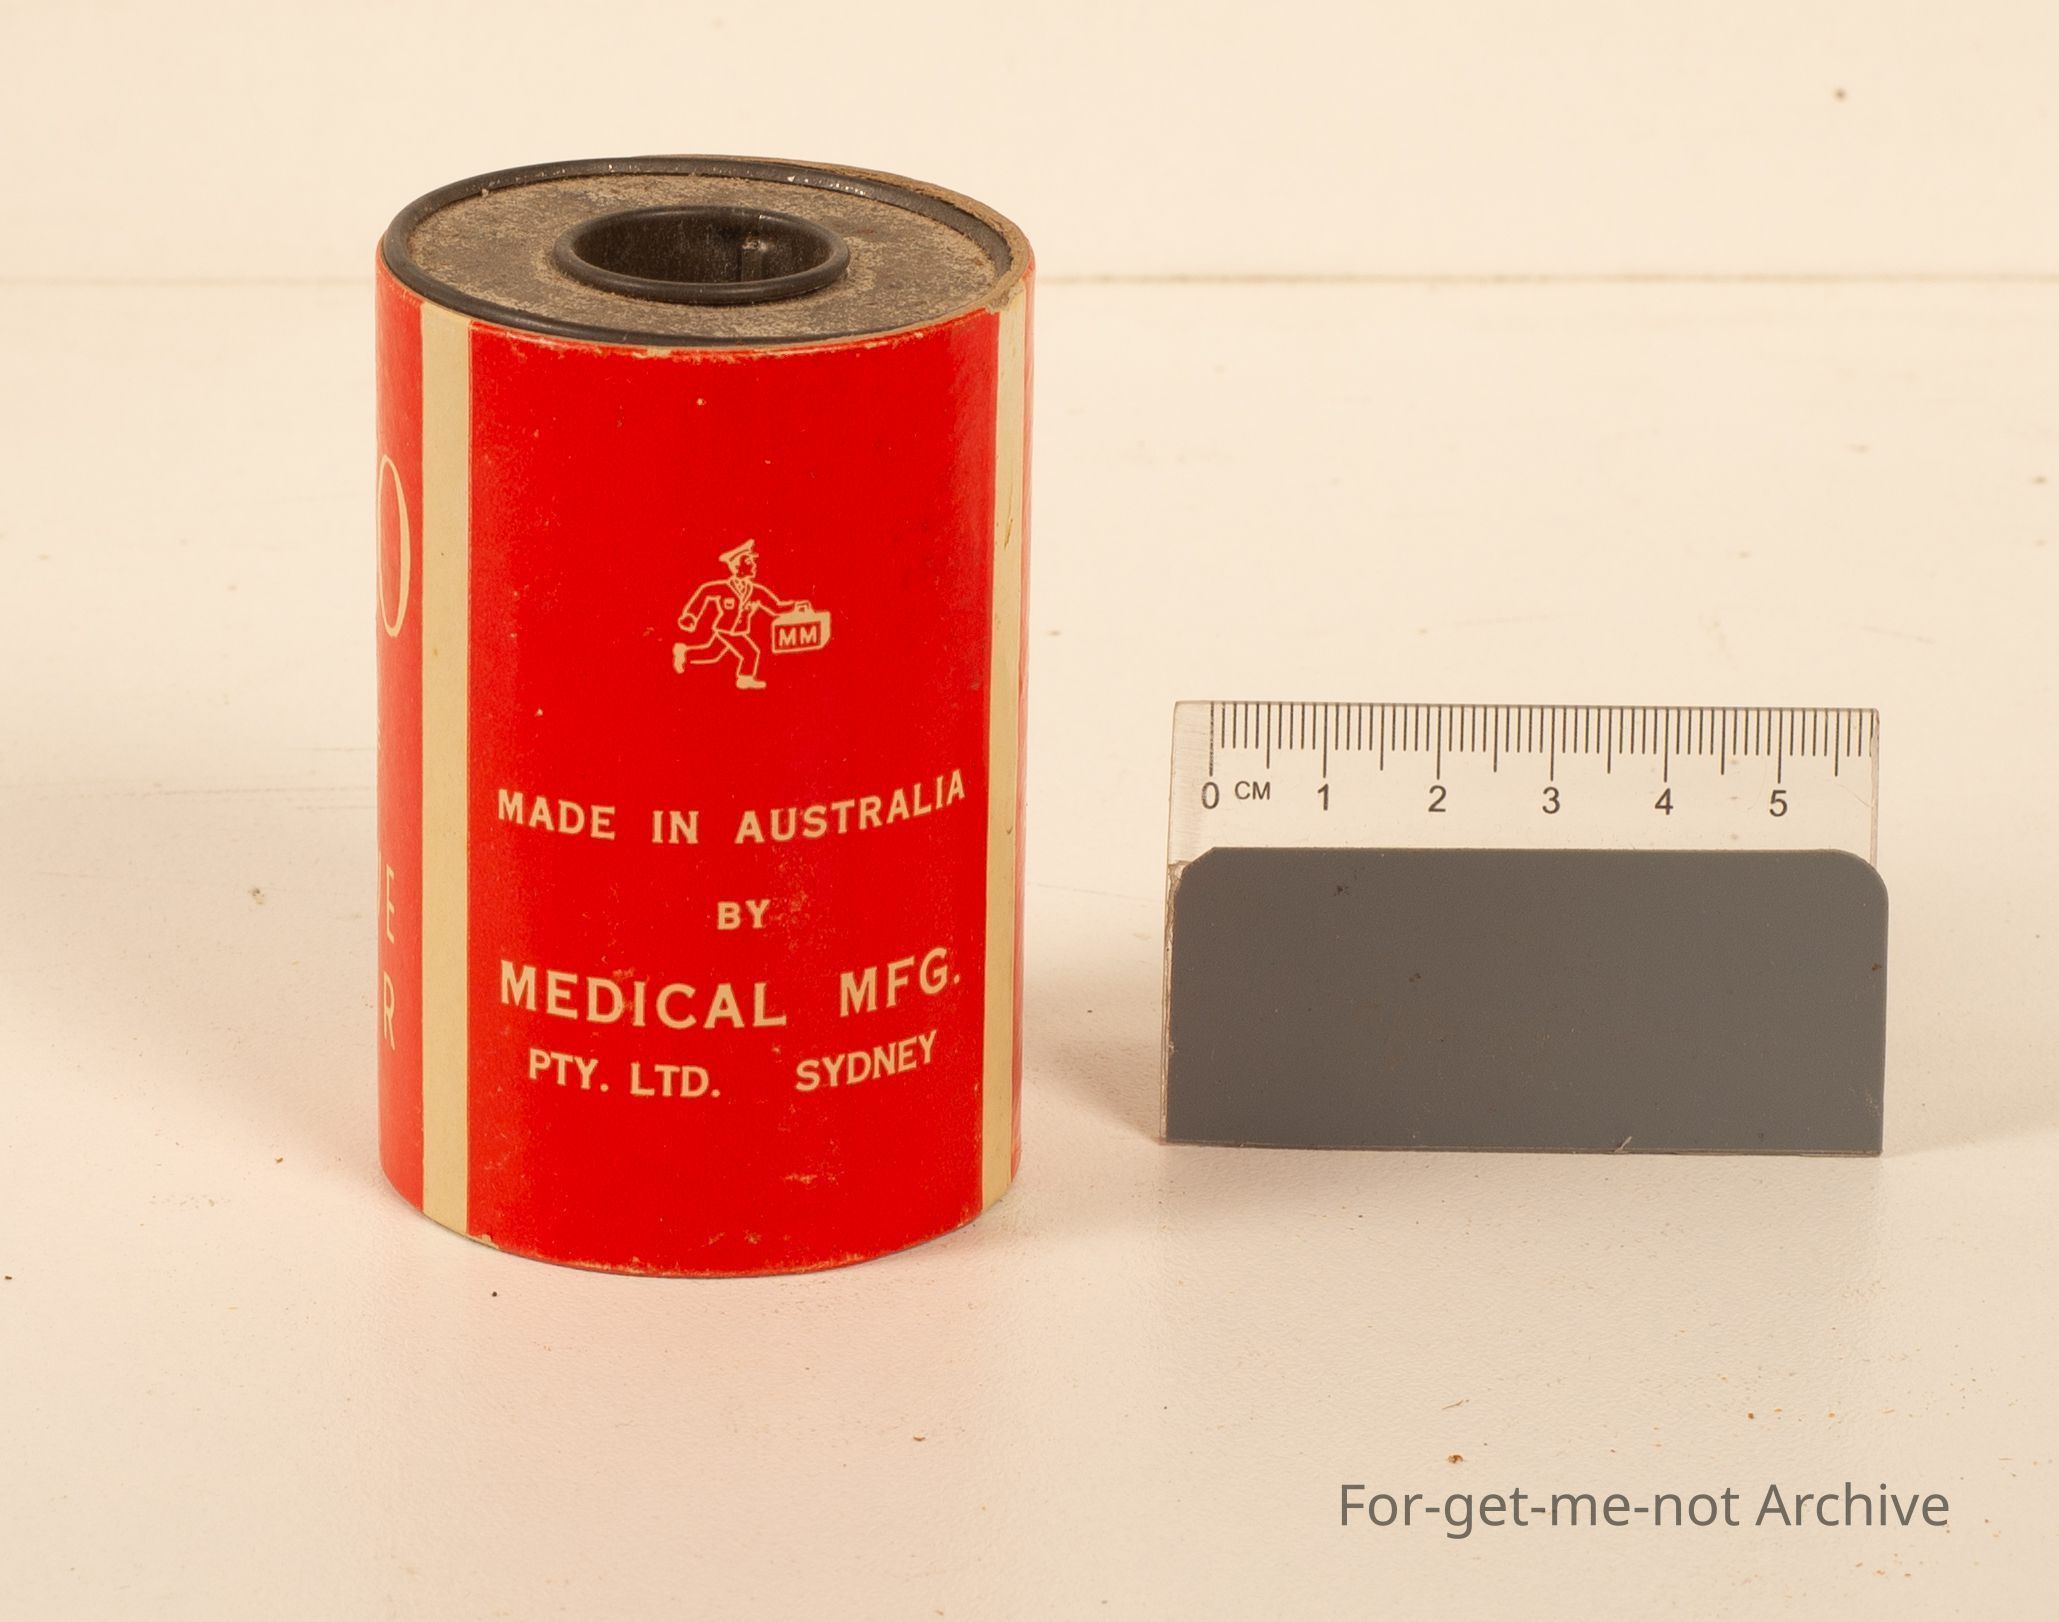 O
E
R
MM
MADE IN AUSTRALIA
BY
MEDICAL MFG.
PTY. LTD. SYDNEY
0 CM 1 2 3 4 5
For-get-me-not Archive